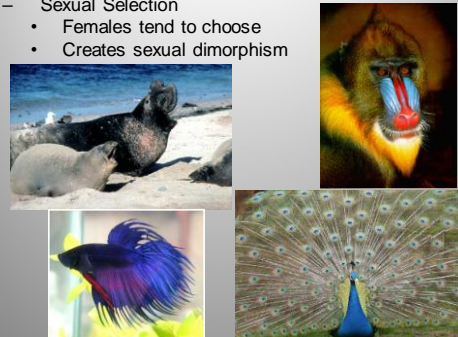 – Sexual Selection
• Females tend to choose
• Creates sexual dimorphism